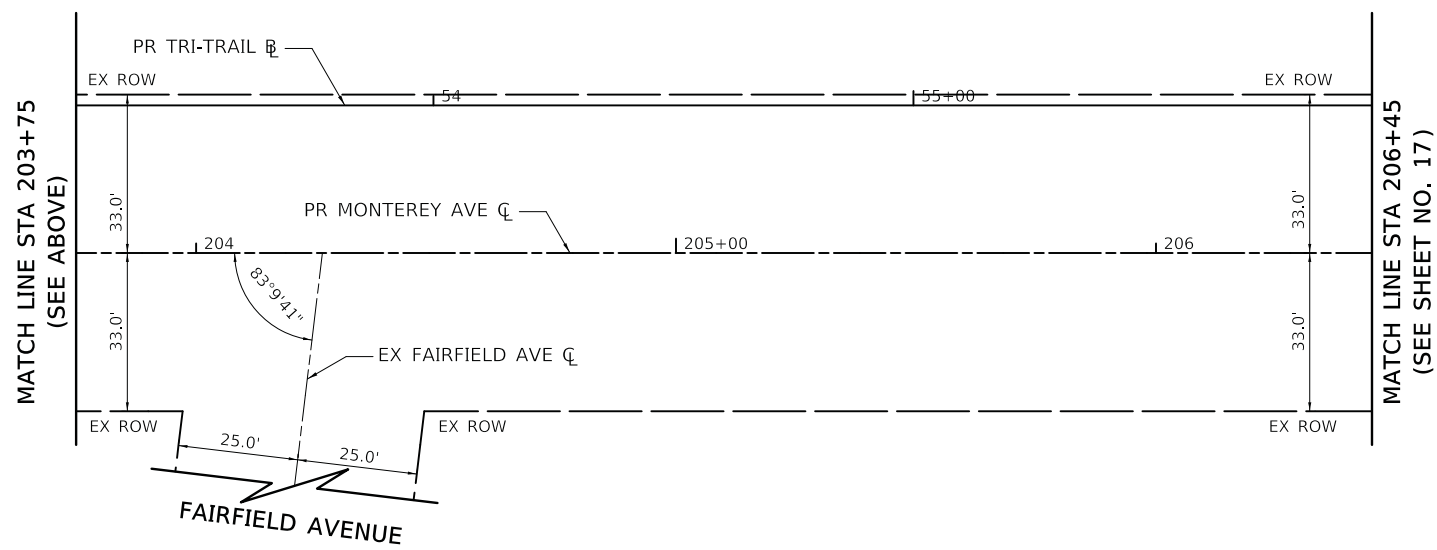 PR TRI-TRAIL ℄
EX ROW
EX ROW
54
55+00
MATCH LINE STA 203+75
(SEE ABOVE)
33.0'
33.0'
MATCH LINE STA 206+45
(SEE SHEET NO. 17)
PR MONTEREY AVE ℄
204
205+00
206
83°9'41"
33.0'
33.0'
EX FAIRFIELD AVE ℄
EX ROW
EX ROW
EX ROW
25.0'
25.0'
FAIRFIELD AVENUE